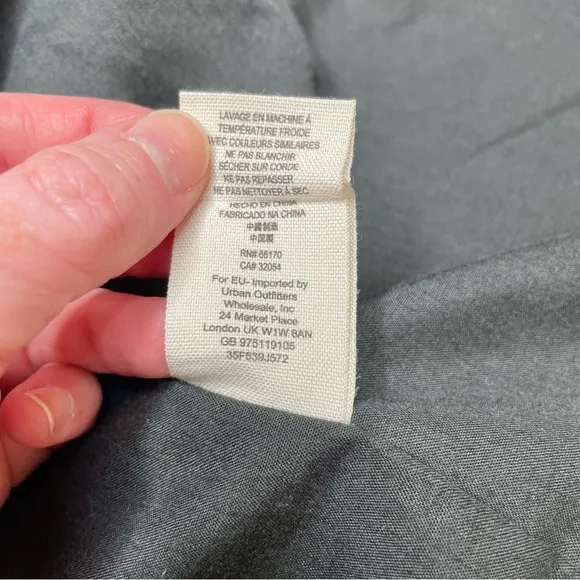 LAVAGE EN MACHINE À
TEMPÉRATURE FROIDE
AVEC COULEURS SIMILAIRES
NE PAS BLANCHIR
SÉCHER SUR CORDE
NE PAS REPASSER
NE PAS NETTOYER À SEC
HECHO EN CHINA
FABRICADO NA CHINA
中國制造
中国製
RN# 66170
CA# 32054
For EU- Imported by
Urban Outfitters
Wholesale, Inc
24 Market Place
London UK W1W 8AN
GB 975119105
35F639J572